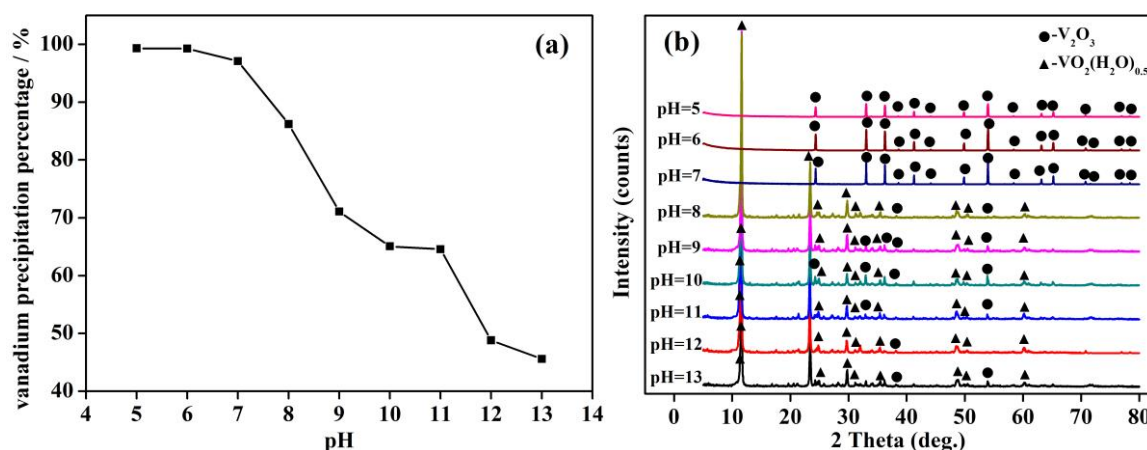 (a)
vanadium precipitation percentage / %
100
90
80
70
60
50
40
4 5 6 7 8 9 10 11 12 13 14
pH
(b)
●-V₂O₃
▲-VO₂(H₂O)₀.₅
Intensity (counts)
pH=5
pH=6
pH=7
pH=8
pH=9
pH=10
pH=11
pH=12
pH=13
0 10 20 30 40 50 60 70 80
2 Theta (deg.)